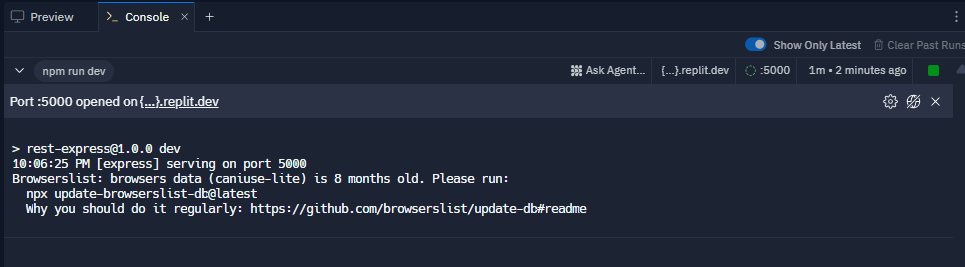 Preview
Console
Show Only Latest Clear Past Runs
npm run dev Ask Agent... {...}.replit.dev :5000 1m • 2 minutes ago
Port :5000 opened on {...}.replit.dev
> rest-express@1.0.0 dev
10:06:25 PM [express] serving on port 5000
Browserslist: browsers data (caniuse-lite) is 8 months old. Please run:
npx update-browserslist-db@latest
Why you should do it regularly: https://github.com/browserslist/update-db#readme